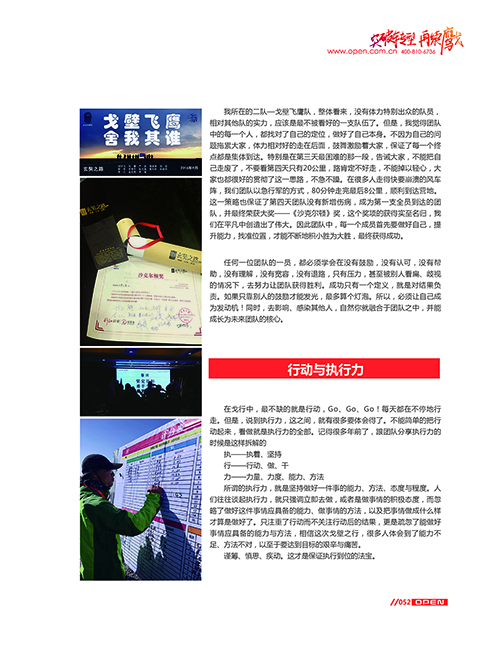 突破年轻 再展鹰
www.open.com.cn 400-810-6736
戈壁飞鹰
舍我其谁
玄奘之路
沙克尔顿奖
我所在的二队—戈壁飞鹰队，整体看来，没有体力特别出众的队员，
相对其他队的实力，应该是最不被看好的一支队伍了。但是，我觉得团队
中的每一个人，都找对了自己的定位，做好了自己本身。不因为自己的问
题拖累大家，体力相对好的走在后面，鼓舞激励着大家，保证了每一个终
点都是集体到达。特别是在第三天最困难的那一段，告诫大家，不能把自
己走废了，不要看第四天只有20公里，路肯定不好走，不能掉以轻心，大
家也都很好的贯彻了这一思路，不急不躁。在很多人走得快要崩溃的风车
阵，我们团队以急行军的方式，80分钟走完最后8公里，顺利到达营地。
这一策略也保证了第四天团队没有新增伤病，成为第一支全员到达的团
队，并最终荣获大奖——《沙克尔顿》奖，这个奖项的获得实至名归，我
们在平凡中创造出了伟大。因此团队中，每一个成员首先要做好自己，提
升能力，找准位置，才能不断地积小胜为大胜，最终获得成功。
任何一位团队的一员，都必须学会在没有鼓励，没有认可，没有帮
助，没有理解，没有宽容，没有退路，只有压力，甚至被别人看扁、歧视
的情况下，去努力让团队获得胜利。成功只有一个定义，就是对结果负
责。如果只靠别人的鼓励才能发光，最多算个灯泡。所以，必须让自己成
为发动机！同时，去影响、感染其他人，自然你就融合于团队之中，并能
成长为未来团队的核心。
行动与执行力
在戈行中，最不缺的就是行动，Go、Go、Go！每天都在不停地行
走。但是，说到执行力，这之间，就有很多要体会得了。不能简单的把行
动起来，看做就是执行力的全部。记得很多年前了，跟团队分享执行力的
时候是这样拆解的
执——执着、坚持
行——行动、做、干
力——力量、力度、能力、方法
所谓的执行力，就是坚持做好一件事的能力、方法、态度与程度。人
们往往谈起执行力，就只强调立即去做，或者是做事情的积极态度，而忽
略了做好这件事情应具备的能力、做事情的方法，以及把事情做成什么样
才算是做好了。只注重了行动而不关注行动后的结果，更是疏忽了能做好
事情应具备的能力与方法，相信这次戈壁之行，很多人体会到了能力不
足、方法不对，以至于要达到目标的艰辛与痛苦。
谨筹、慎思、疾动。这才是保证执行到位的法宝。
//052 OPEN